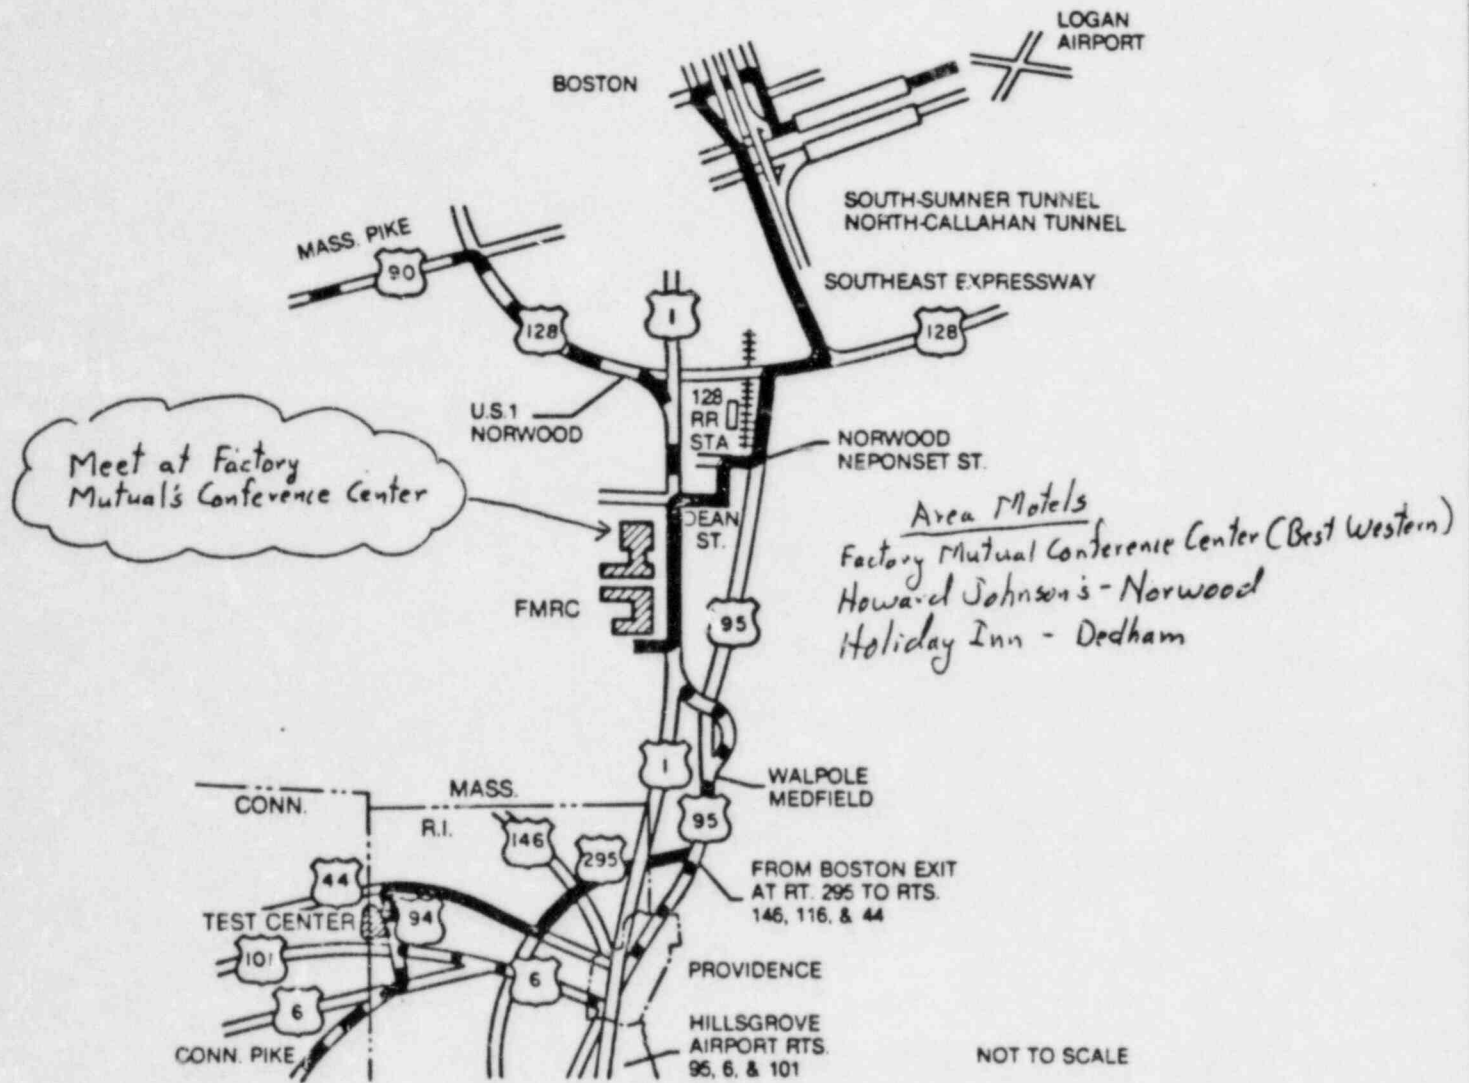 LOGAN
AIRPORT
BOSTON
SOUTH-SUMNER TUNNEL
NORTH-CALLAHAN TUNNEL
MASS. PIKE
90
SOUTHEAST EXPRESSWAY
128
1
128
U.S.1
NORWOOD
128
RR
STA
NORWOOD
NEPONSET ST.
Meet at Factory
Mutual's Conference Center
DEAN
ST.
Area Motels
Factory Mutual Conference Center (Best Western)
Howard Johnson's - Norwood
Holiday Inn - Dedham
FMRC
95
1
WALPOLE
MEDFIELD
CONN.
MASS.
R.I.
95
146
295
FROM BOSTON EXIT
AT RT. 295 TO RTS.
146, 116, & 44
44
TEST CENTER
94
101
6
PROVIDENCE
6
CONN. PIKE
HILLSGROVE
AIRPORT RTS.
95, 6, & 101
NOT TO SCALE